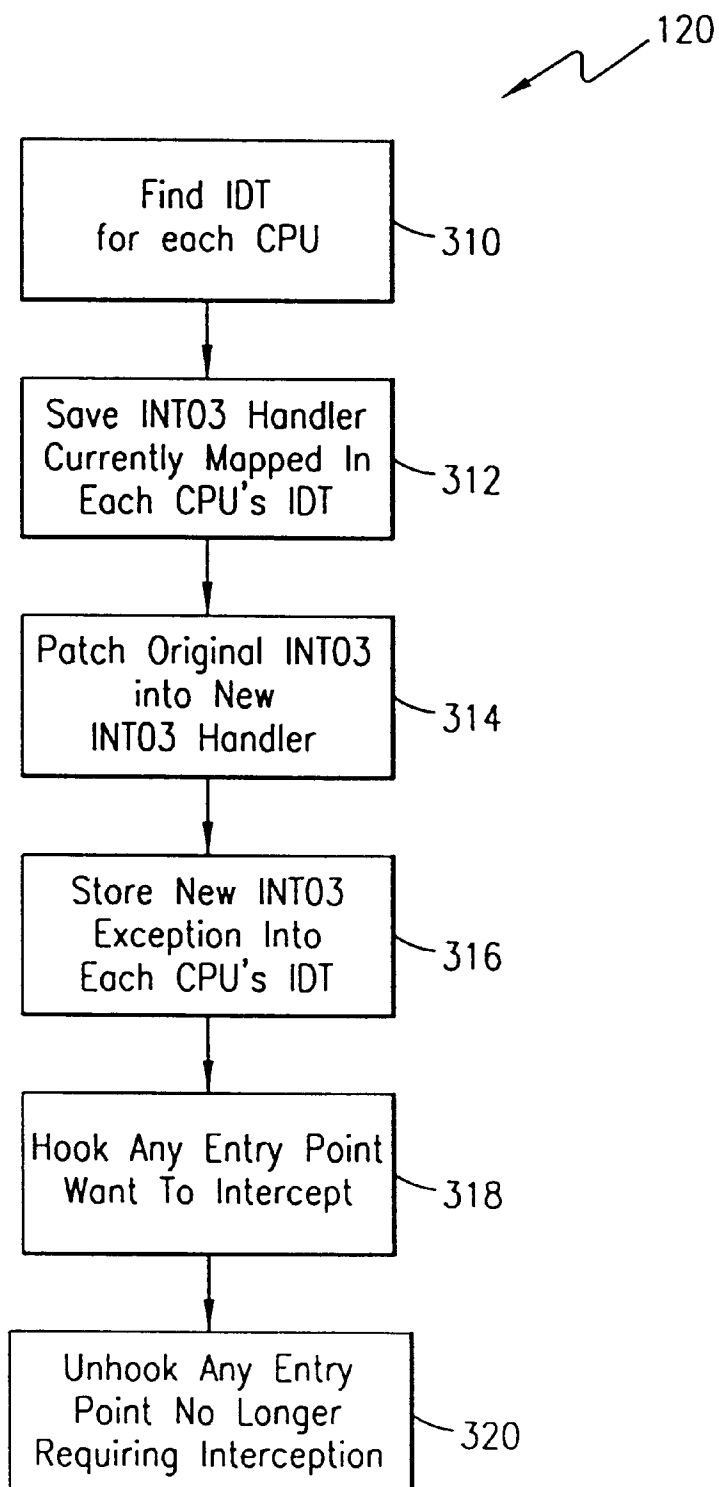 120
Find IDT
for each CPU
310
Save INT03 Handler
Currently Mapped In
Each CPU's IDT
312
Patch Original INT03
into New
INT03 Handler
314
Store New INT03
Exception Into
Each CPU's IDT
316
Hook Any Entry Point
Want To Intercept
318
Unhook Any Entry
Point No Longer
Requiring Interception
320